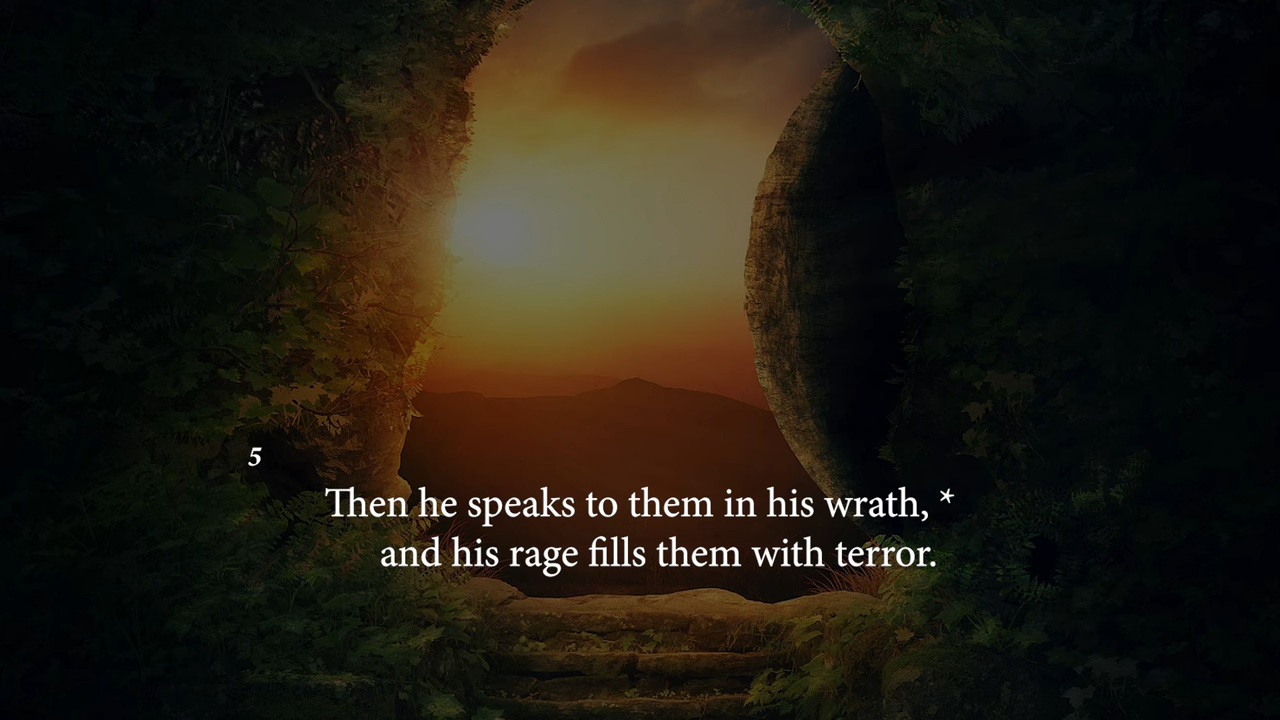 5
Then he speaks to them in his wrath, *
and his rage fills them with terror.